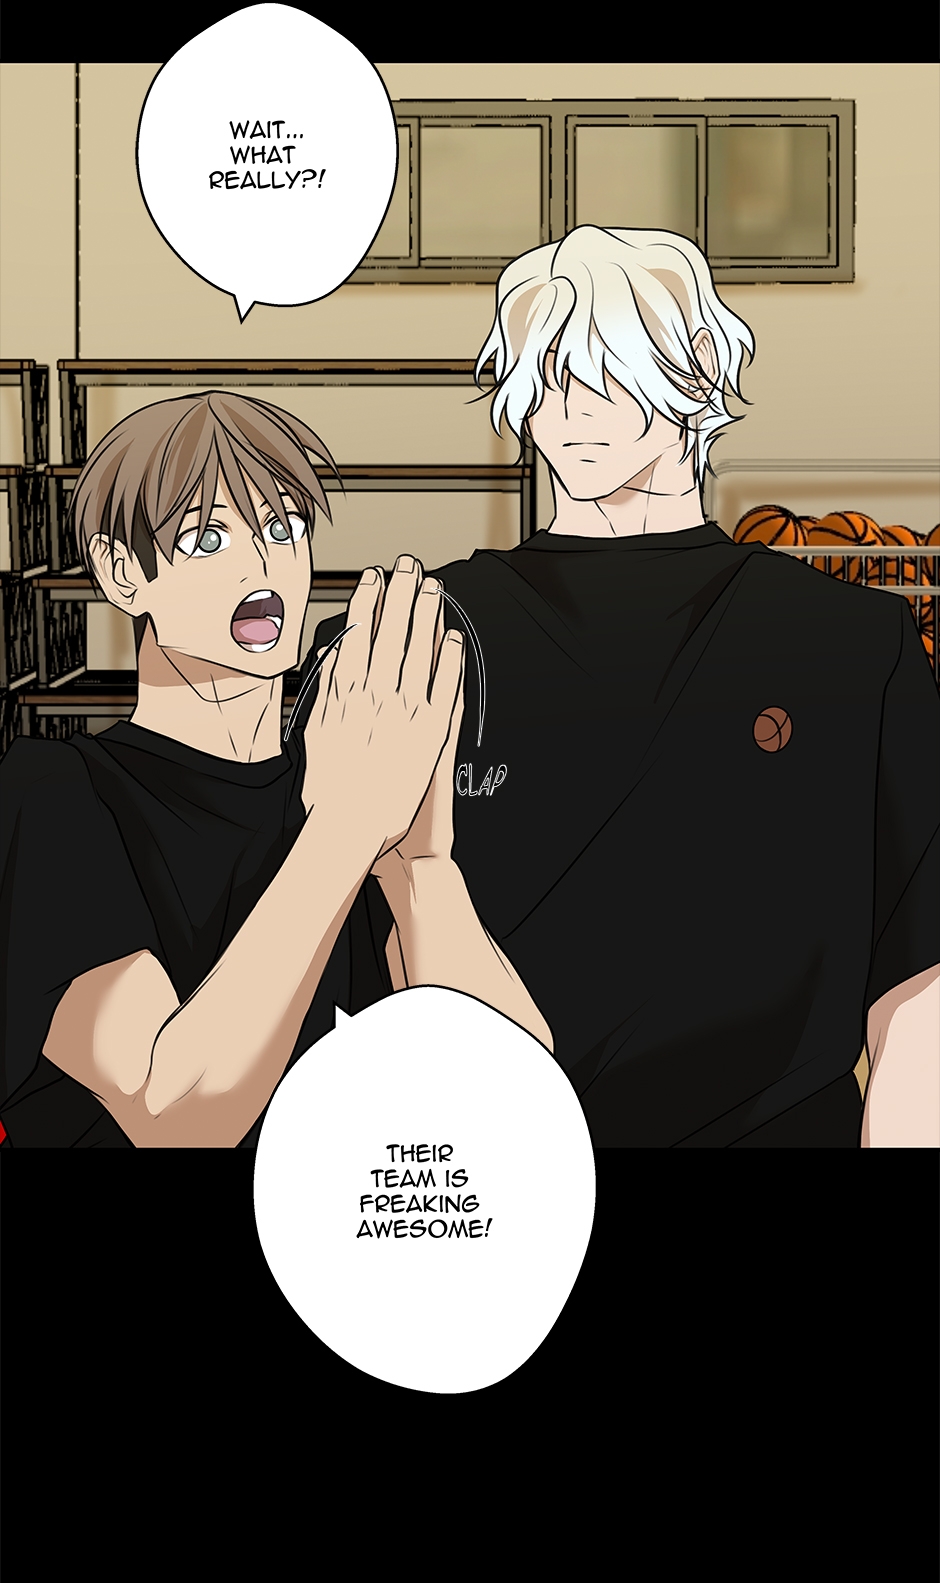 WAIT...
WHAT
REALLY?!
CLAP
THEIR
TEAM IS
FREAKING
AWESOME!